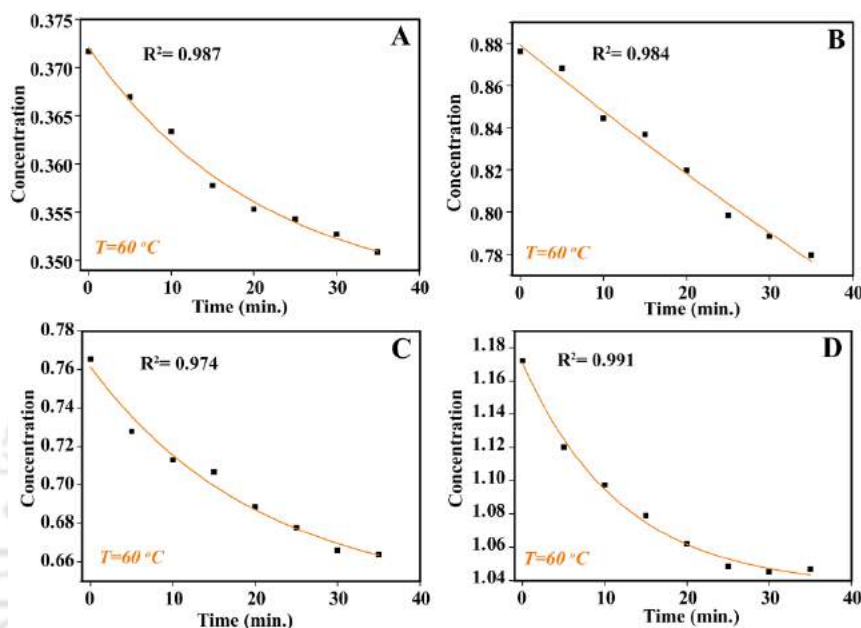 A
R²= 0.987
0.375
0.370
0.365
0.360
0.355
0.350
Concentration
T=60 °C
0 10 20 30 40
Time (min.)
B
R²= 0.984
0.88
0.86
0.84
0.82
0.80
0.78
Concentration
T=60 °C
0 10 20 30 40
Time (min.)
C
R²= 0.974
0.78
0.76
0.74
0.72
0.70
0.68
0.66
Concentration
T=60 °C
0 10 20 30 40
Time (min.)
D
R²= 0.991
1.18
1.16
1.14
1.12
1.10
1.08
1.06
1.04
Concentration
T=60 °C
0 10 20 30 40
Time (min.)